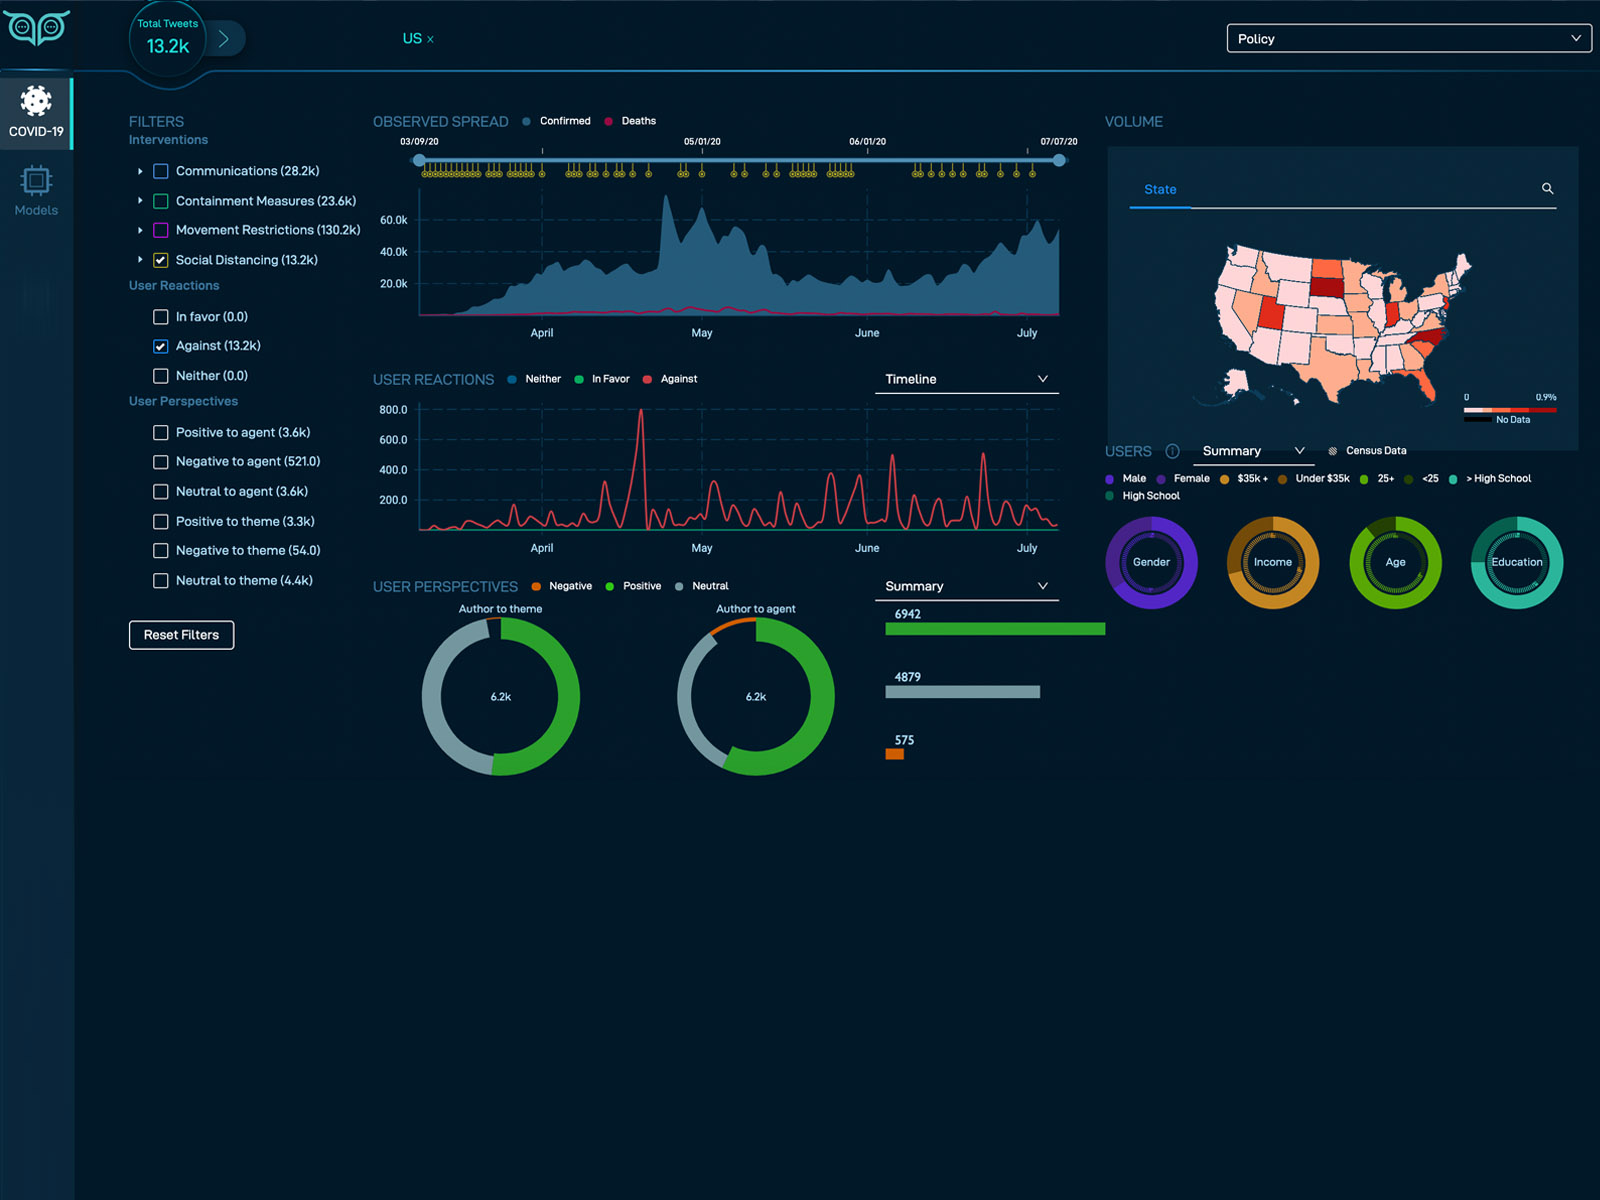 Total Tweets
13.2k
US ×
Policy
COVID-19
Models
FILTERS
Interventions
Communications (28.2k)
Containment Measures (23.6k)
Movement Restrictions (130.2k)
Social Distancing (13.2k)
User Reactions
In favor (0.0)
Against (13.2k)
Neither (0.0)
User Perspectives
Positive to agent (3.6k)
Negative to agent (521.0)
Neutral to agent (3.6k)
Positive to theme (3.3k)
Negative to theme (54.0)
Neutral to theme (4.4k)
Reset Filters
OBSERVED SPREAD Confirmed Deaths
03/09/20 05/01/20 06/01/20 07/07/20
60.0k
40.0k
20.0k
April May June July
USER REACTIONS Neither In Favor Against Timeline
800.0
600.0
400.0
200.0
April May June July
USER PERSPECTIVES Negative Positive Neutral Summary
Author to theme Author to agent
6.2k 6.2k
6942
4879
575
VOLUME
State
0 0.9%
No Data
USERS Summary Census Data
Male Female $35k + Under $35k 25+ <25 > High School
High School
Gender Income Age Education